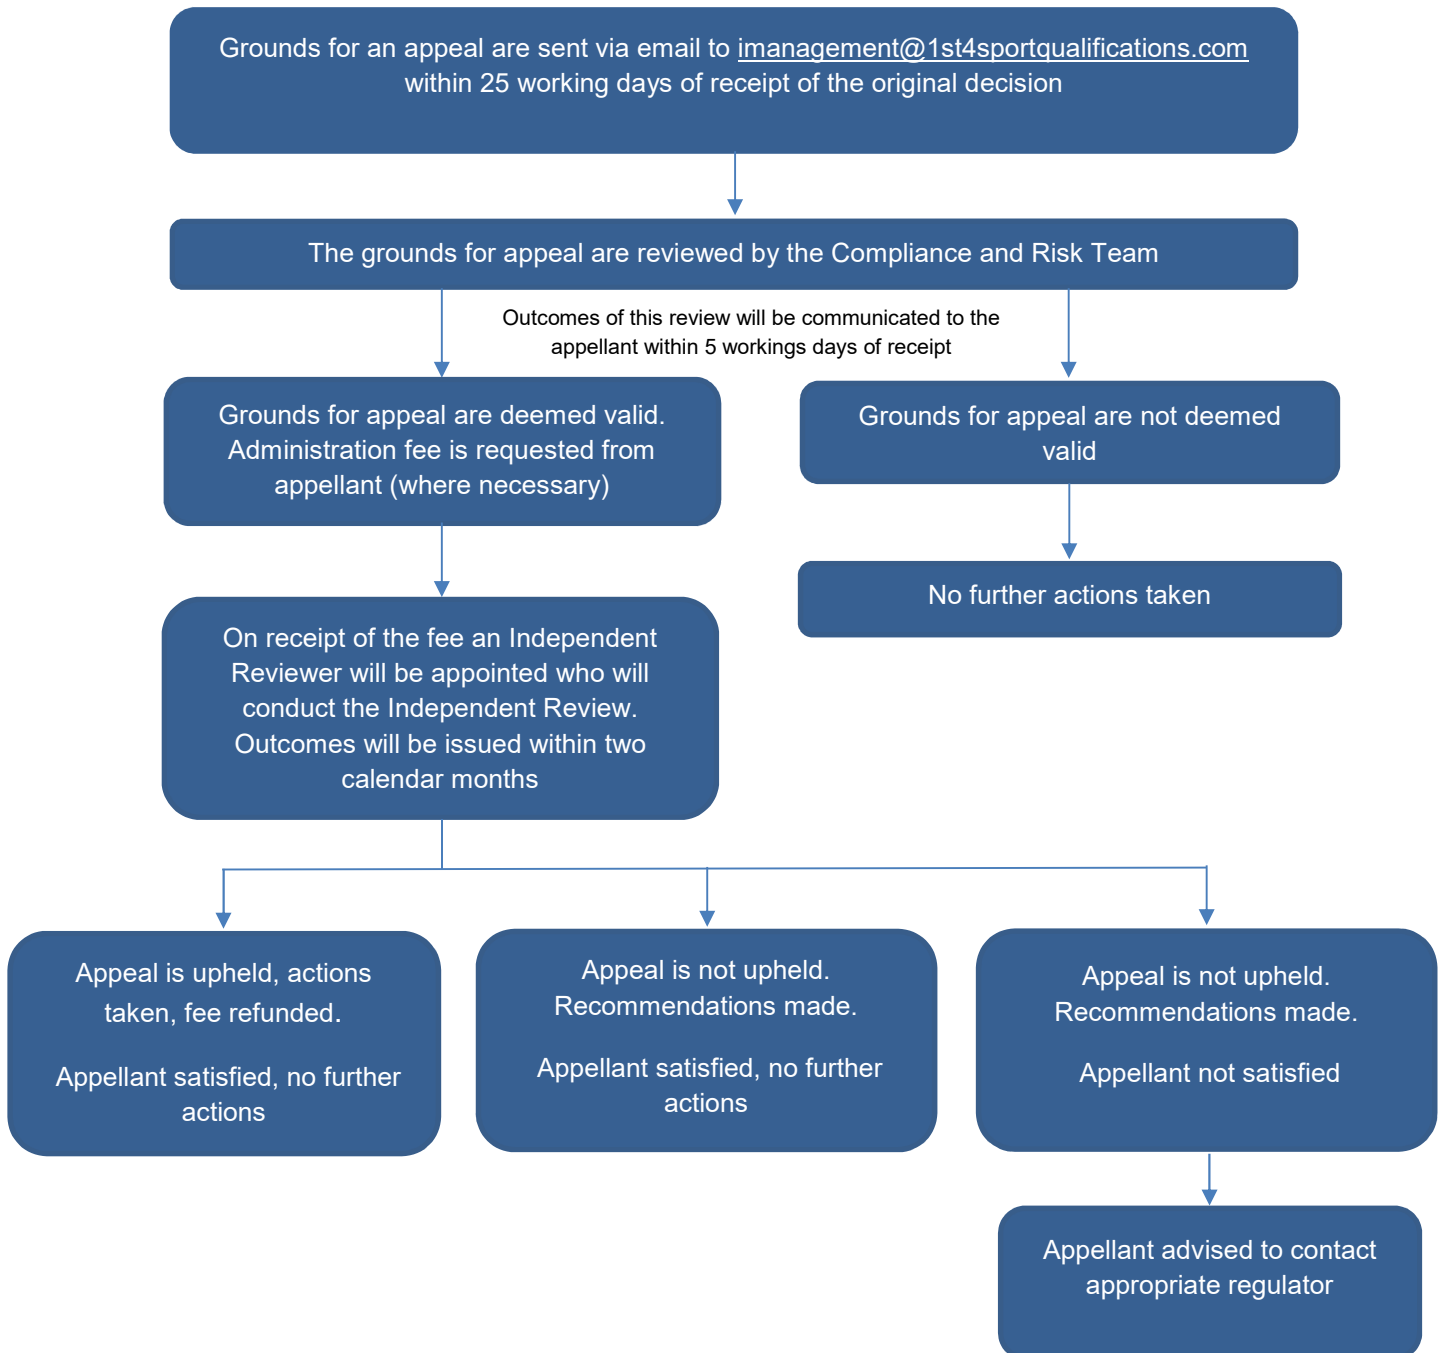 Grounds for an appeal are sent via email to imanagement@1st4sportqualifications.com
within 25 working days of receipt of the original decision
The grounds for appeal are reviewed by the Compliance and Risk Team
Outcomes of this review will be communicated to the
appellant within 5 workings days of receipt
Grounds for appeal are deemed valid.
Administration fee is requested from
appellant (where necessary)
Grounds for appeal are not deemed
valid
No further actions taken
On receipt of the fee an Independent
Reviewer will be appointed who will
conduct the Independent Review.
Outcomes will be issued within two
calendar months
Appeal is upheld, actions
taken, fee refunded.
Appellant satisfied, no further
actions
Appeal is not upheld.
Recommendations made.
Appellant satisfied, no further
actions
Appeal is not upheld.
Recommendations made.
Appellant not satisfied
Appellant advised to contact
appropriate regulator